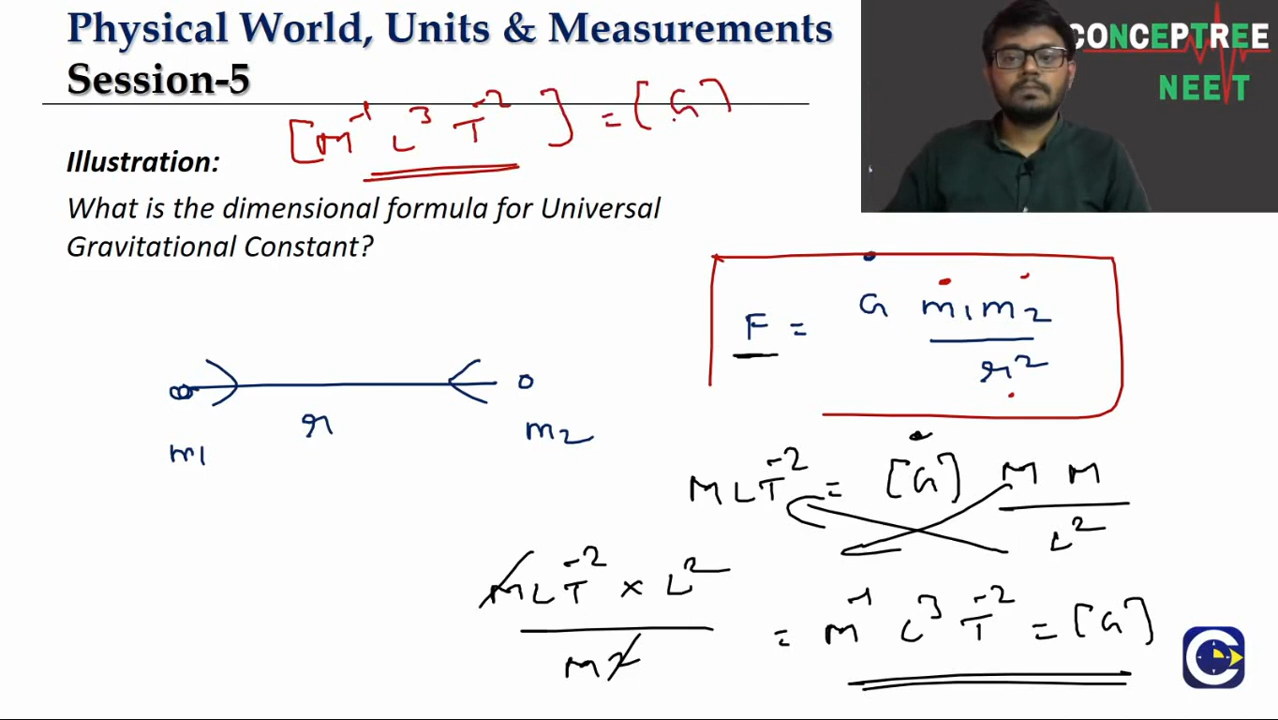 Physical World, Units & Measurements
Session-5
CONCEPTREE
NEET
[M⁻¹ L³ T⁻²] = [G]
Illustration:
What is the dimensional formula for Universal
Gravitational Constant?
F = G m1m2
r²
r
m1
m2
MLT⁻² = [G] M M
L²
MLT⁻² × L²
M2
= M⁻¹ L³ T⁻² = [G]